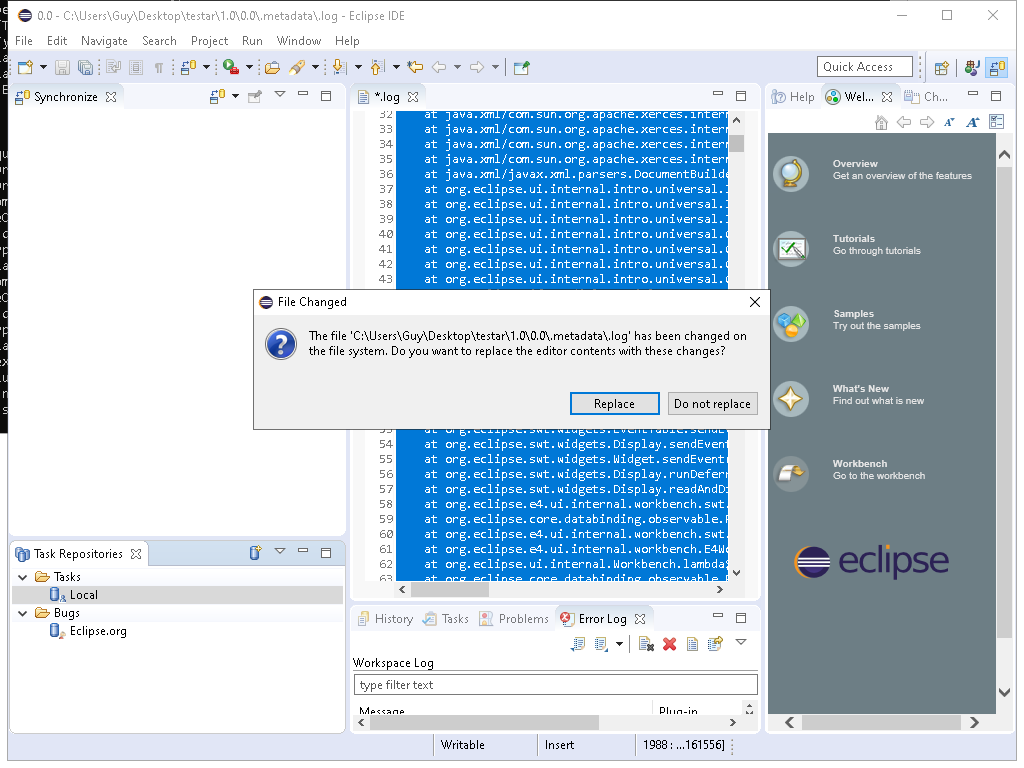 0.0 - C:\Users\Guy\Desktop\testar\1.0\0.0\.metadata\.log - Eclipse IDE
File Edit Navigate Search Project Run Window Help
Quick Access
Synchronize
*.log
Help Wel... Ch...
32 at java.xml/com.sun.org.apache.xerces.intern
33 at java.xml/com.sun.org.apache.xerces.intern
34 at java.xml/com.sun.org.apache.xerces.intern
35 at java.xml/com.sun.org.apache.xerces.intern
36 at java.xml/javax.xml.parsers.DocumentBuilde
37 at org.eclipse.ui.internal.intro.universal.
38 at org.eclipse.ui.internal.intro.universal.
39 at org.eclipse.ui.internal.intro.universal.
40 at org.eclipse.ui.internal.intro.universal.
41 at org.eclipse.ui.internal.intro.universal.
42 at org.eclipse.ui.internal.intro.universal.
43 at org.eclipse.ui.internal.intro.universal.
File Changed
The file 'C:\Users\Guy\Desktop\testar\1.0\0.0\.metadata\.log' has been changed on
the file system. Do you want to replace the editor contents with these changes?
Replace Do not replace
53 at org.eclipse.swt.widgets.EventTable.sendEv
54 at org.eclipse.swt.widgets.Display.sendEvent
55 at org.eclipse.swt.widgets.Widget.sendEvent
56 at org.eclipse.swt.widgets.Display.runDeferr
57 at org.eclipse.swt.widgets.Display.readAndDi
58 at org.eclipse.e4.ui.internal.workbench.swt.
59 at org.eclipse.core.databinding.observable.R
60 at org.eclipse.e4.ui.internal.workbench.swt.
61 at org.eclipse.e4.ui.internal.workbench.E4Wo
62 at org.eclipse.ui.internal.Workbench.lambda$
63 at org.eclipse.core.databinding.observable.R
Overview
Get an overview of the features
Tutorials
Go through tutorials
Samples
Try out the samples
What's New
Find out what is new
Workbench
Go to the workbench
eclipse
Task Repositories
Tasks
Local
Bugs
Eclipse.org
History Tasks Problems Error Log
Workspace Log
type filter text
Message Plug-in
Writable Insert 1988 : ...161556]